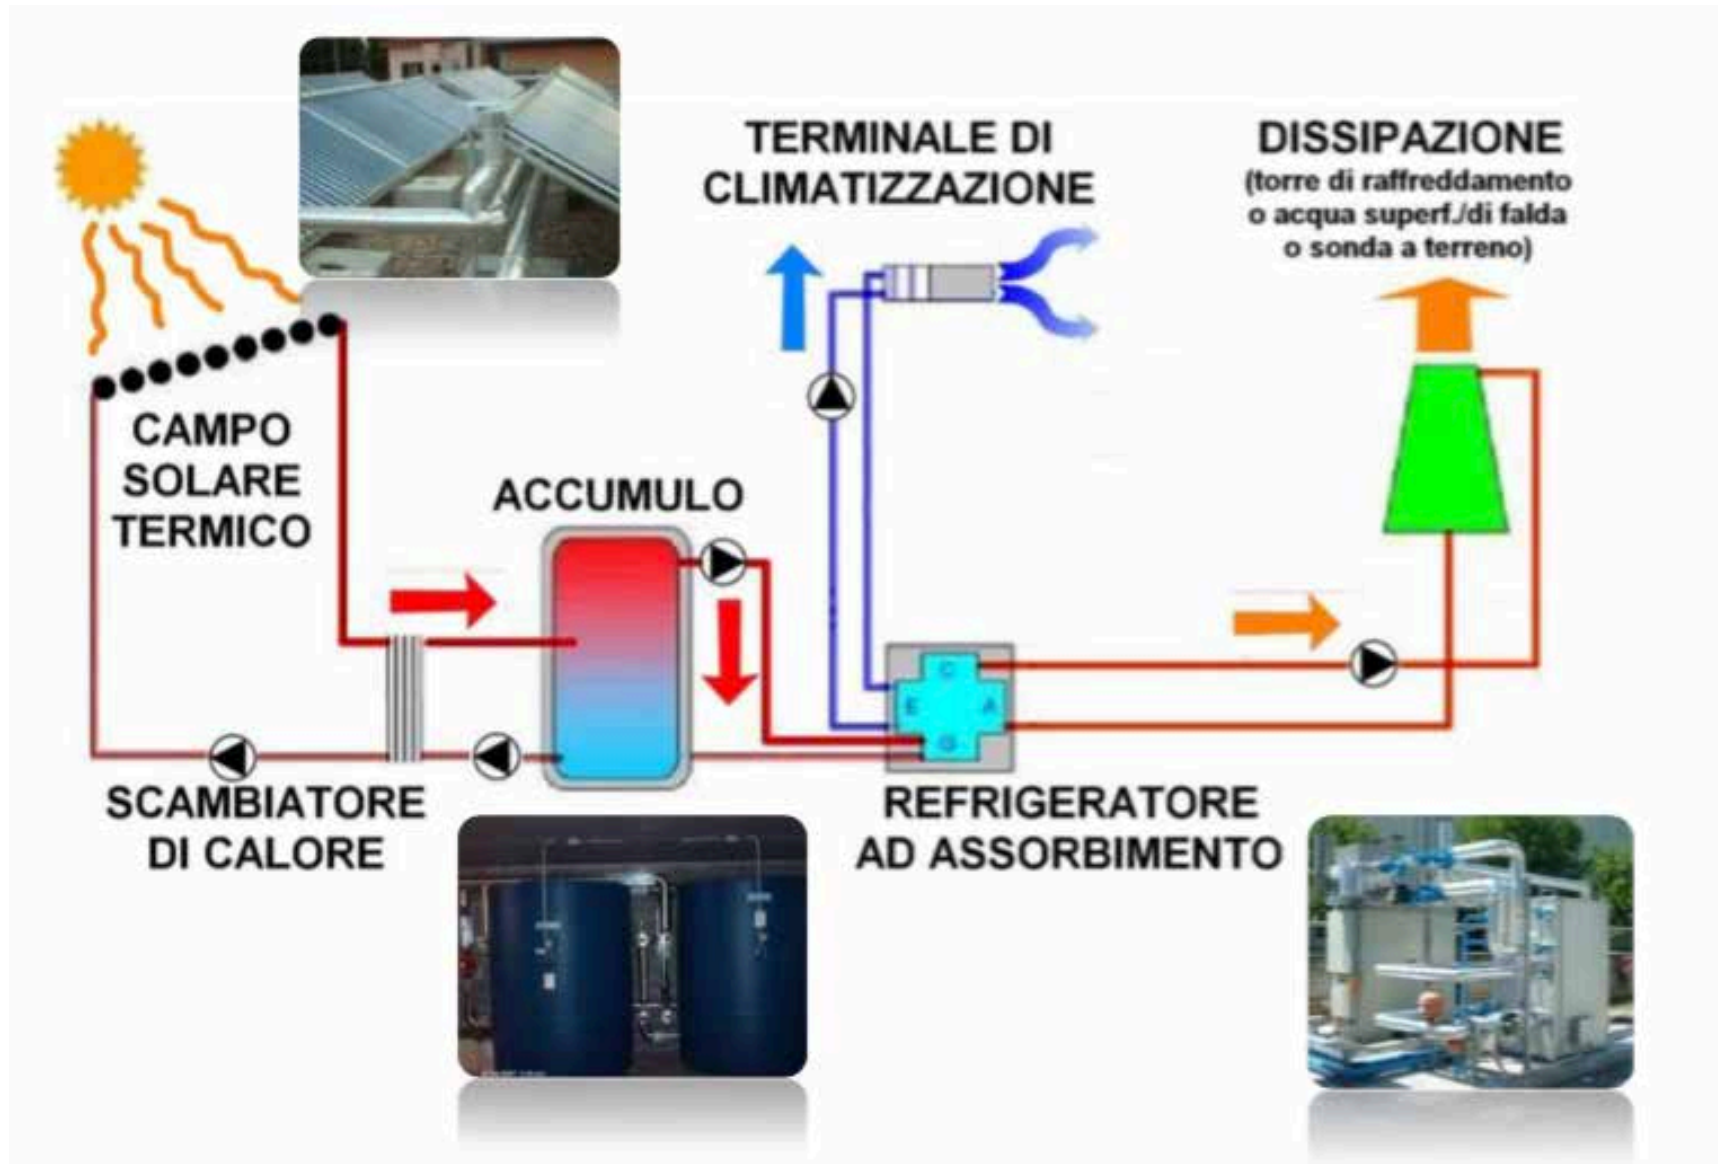 TERMINALE DI
CLIMATIZZAZIONE
DISSIPAZIONE
(torre di raffreddamento
o acqua superf./di falda
o sonda a terreno)
CAMPO
SOLARE
TERMICO
ACCUMULO
C
E
A
G
SCAMBIATORE
DI CALORE
REFRIGERATORE
AD ASSORBIMENTO